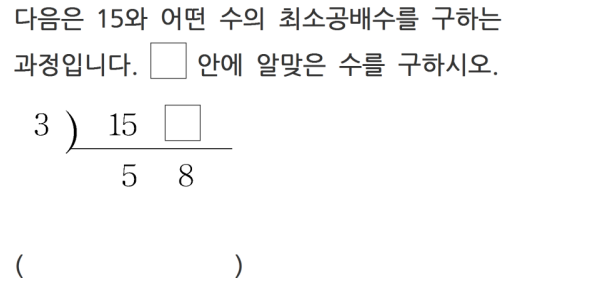 다음은 15와 어떤 수의 최소공배수를 구하는
과정입니다. □ 안에 알맞은 수를 구하시오.
3 ) 15 □
5 8
( )